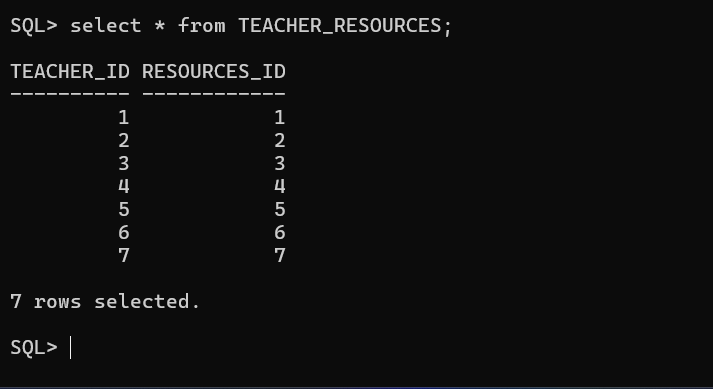 SQL> select * from TEACHER_RESOURCES;
TEACHER_ID RESOURCES_ID
---------- ------------
1 1
2 2
3 3
4 4
5 5
6 6
7 7
7 rows selected.
SQL>